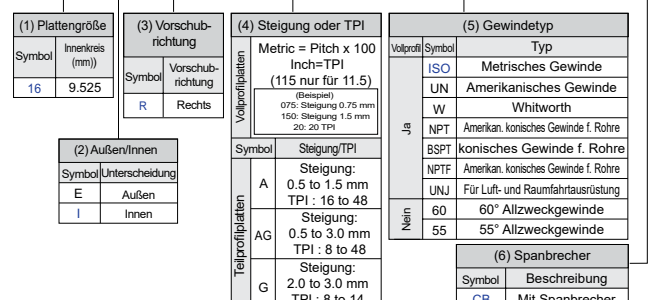 (1) Plattengröße
Symbol
Innenkreis
(mm))
16
9.525
(2) Außen/Innen
Symbol
Unterscheidung
E
Außen
I
Innen
(3) Vorschub-
richtung
Symbol
Vorschub-
richtung
R
Rechts
(4) Steigung oder TPI
Vollprofilplatten
Metric = Pitch x 100
Inch=TPI
(115 nur für 11.5)
(Beispiel)
075: Steigung 0.75 mm
150: Steigung 1.5 mm
20: 20 TPI
Symbol
Steigung/TPI
Teilprofilplatten
A
Steigung:
0.5 to 1.5 mm
TPI : 16 to 48
AG
Steigung:
0.5 to 3.0 mm
TPI : 8 to 48
G
Steigung:
2.0 to 3.0 mm
TPI : 8 to 14
(5) Gewindetyp
Vollprofil
Symbol
Typ
Ja
ISO
Metrisches Gewinde
UN
Amerikanisches Gewinde
W
Whitworth
NPT
Amerikan. konisches Gewinde f. Rohre
BSPT
konisches Gewinde f. Rohre
NPTF
Amerikan. konisches Gewinde f. Rohre
UNJ
Für Luft- und Raumfahrtausrüstung
Nein
60
60° Allzweckgewinde
55
55° Allzweckgewinde
(6) Spanbrecher
Symbol
Beschreibung
CB
Mit Spanbrecher